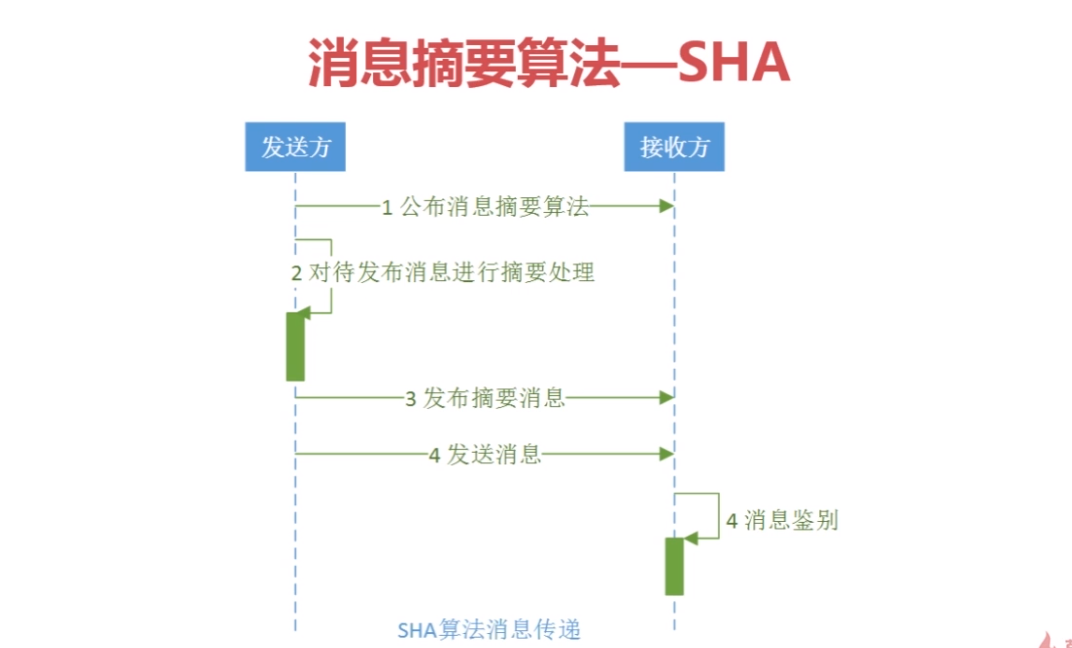 消息摘要算法—SHA
发送方
接收方
1 公布消息摘要算法
2 对待发布消息进行摘要处理
3 发布摘要消息
4 发送消息
4 消息鉴别
SHA算法消息传递